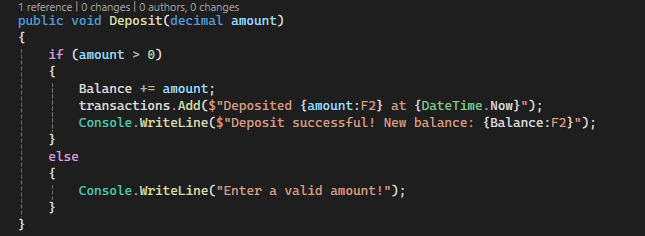 1 reference | 0 changes | 0 authors, 0 changes
public void Deposit(decimal amount)
{
    if (amount > 0)
    {
        Balance += amount;
        transactions.Add($"Deposited {amount:F2} at {DateTime.Now}");
        Console.WriteLine($"Deposit successful! New balance: {Balance:F2}");
    }
    else
    {
        Console.WriteLine("Enter a valid amount!");
    }
}